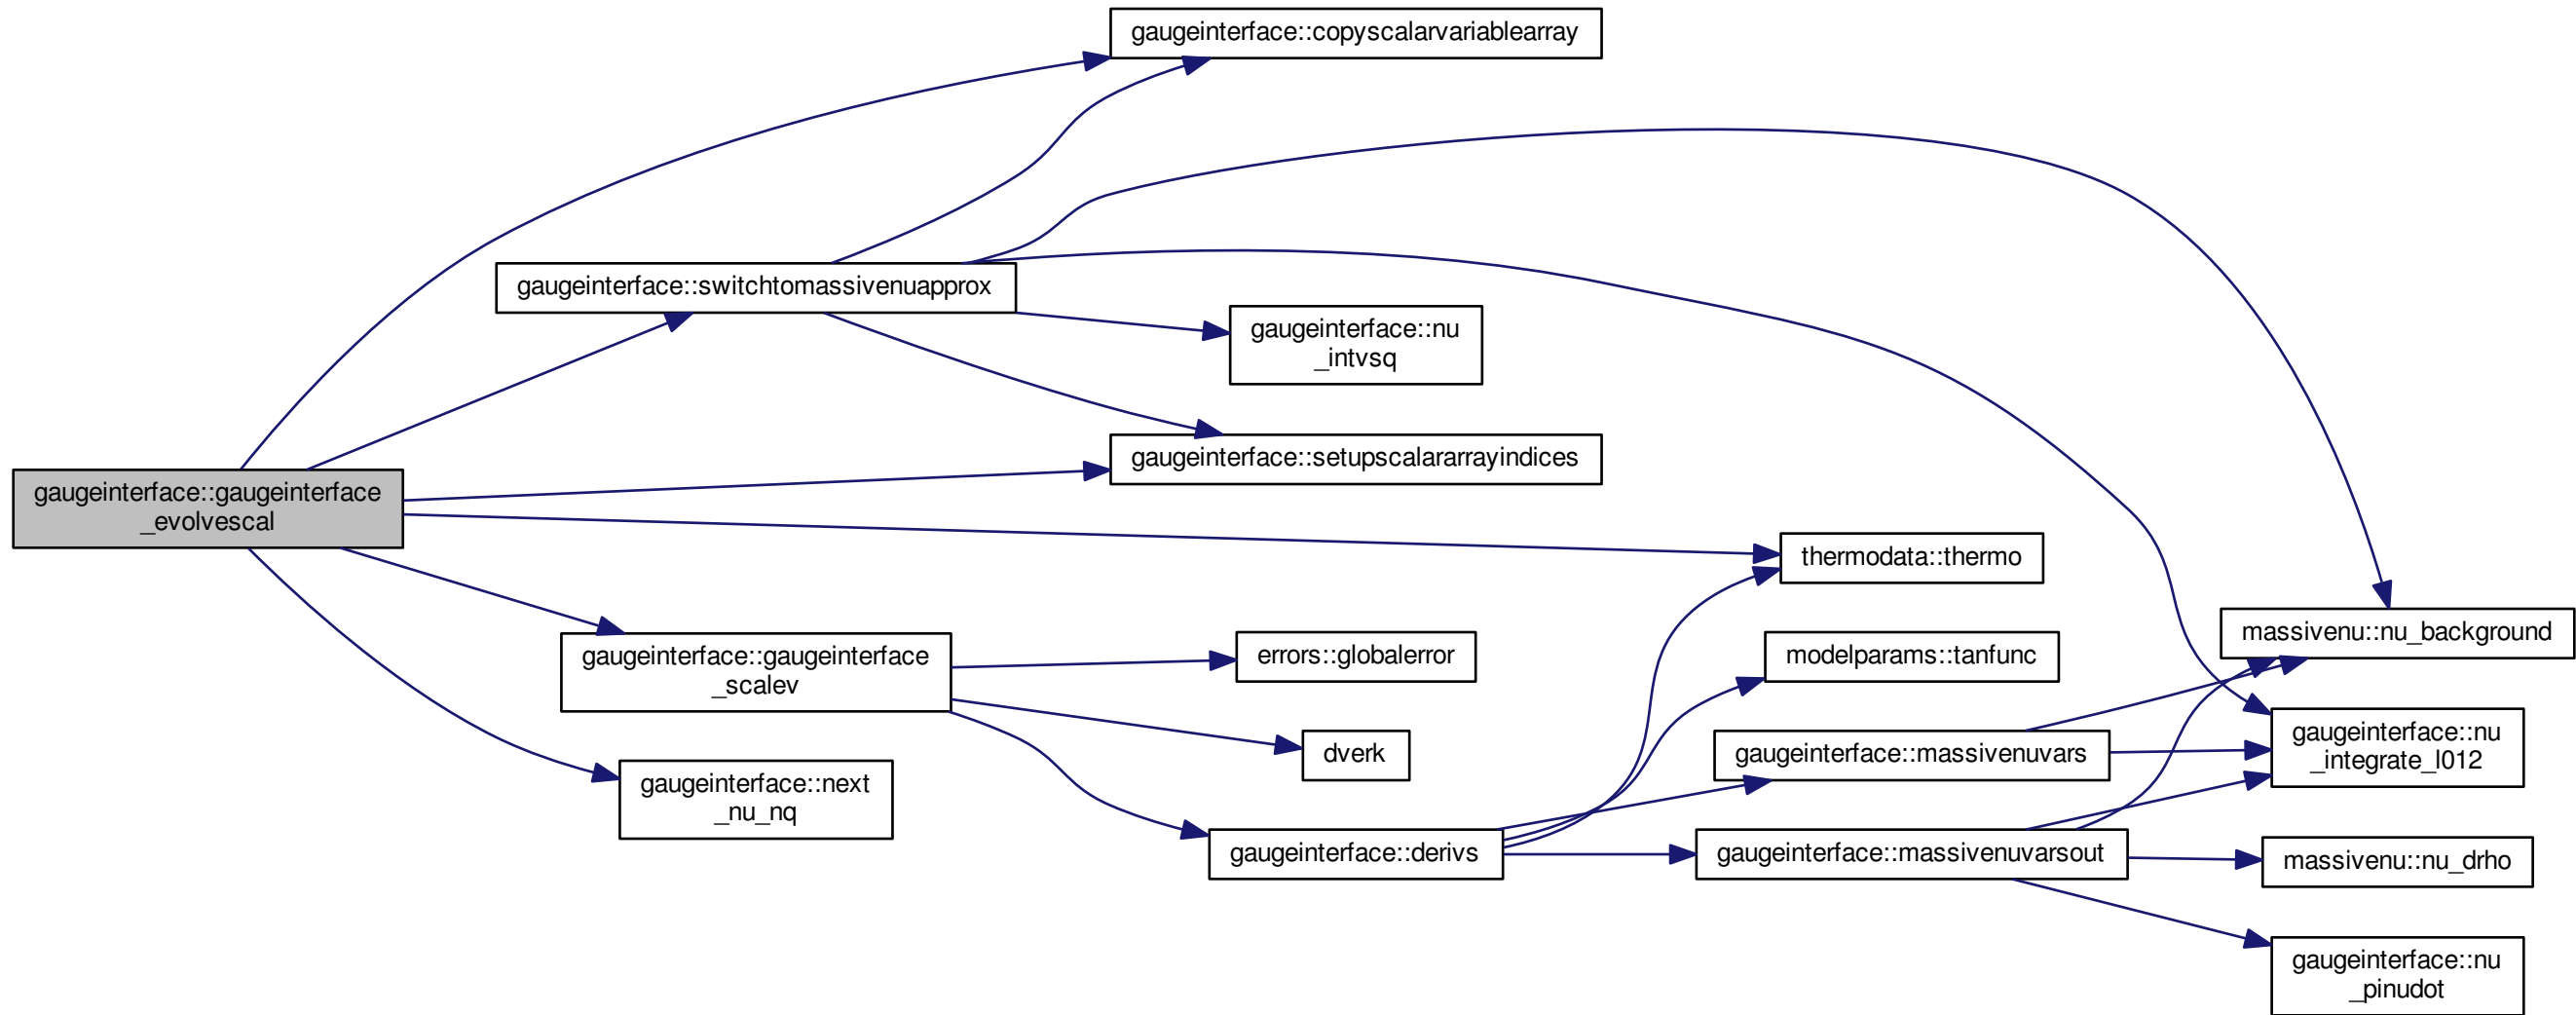 gaugeinterface::copyscalarvariablearray
gaugeinterface::switchtomassivenuapprox
gaugeinterface::nu
_intvsq
gaugeinterface::setupscalararrayindices
gaugeinterface::gaugeinterface
_evolvescal
thermodata::thermo
massivenu::nu_background
gaugeinterface::gaugeinterface
_scalev
errors::globalerror
modelparams::tanfunc
gaugeinterface::massivenuvars
gaugeinterface::nu
_integrate_l012
dverk
gaugeinterface::next
_nu_nq
gaugeinterface::derivs
gaugeinterface::massivenuvarsout
massivenu::nu_drho
gaugeinterface::nu
_pinudot